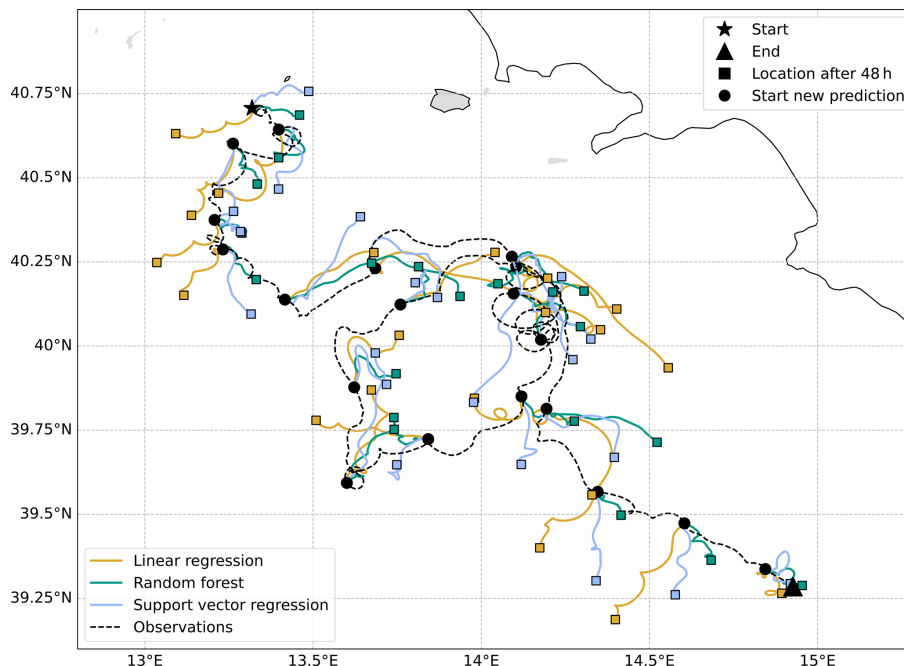 Start
End
Location after 48 h
Start new prediction
40.75°N
40.5°N
40.25°N
40°N
39.75°N
39.5°N
39.25°N
Linear regression
Random forest
Support vector regression
Observations
13°E
13.5°E
14°E
14.5°E
15°E